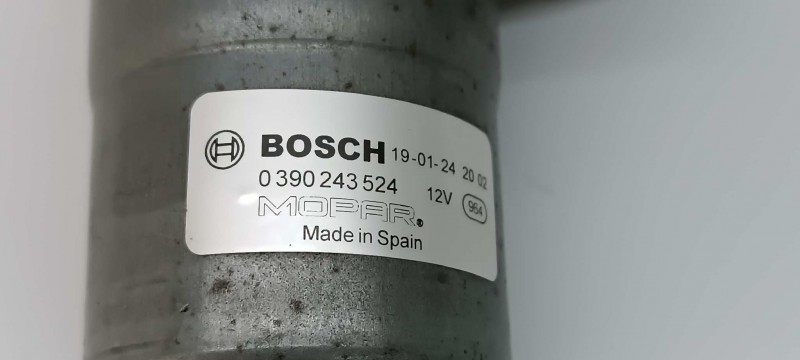 BOSCH 19-01-24 20 02
0 390 243 524 12V 964
MOPAR®
Made in Spain